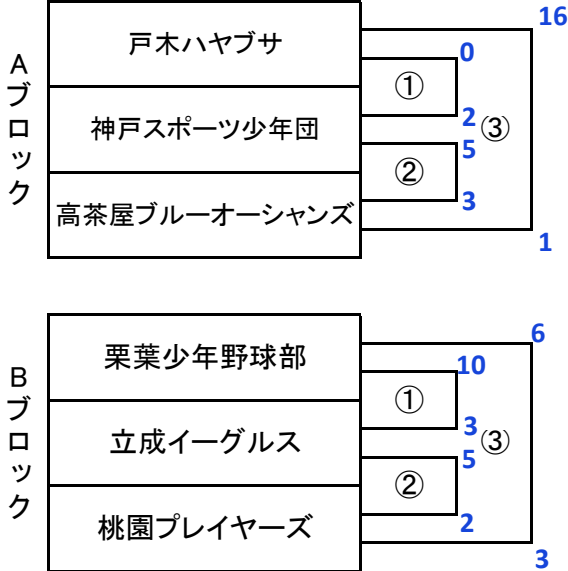 Aブロック
16
戸木ハヤブサ
0
①
2
神戸スポーツ少年団
③
5
②
3
高茶屋ブルーオーシャンズ
1
Bブロック
6
栗葉少年野球部
10
①
3
立成イーグルス
③
5
②
2
桃園プレイヤーズ
3